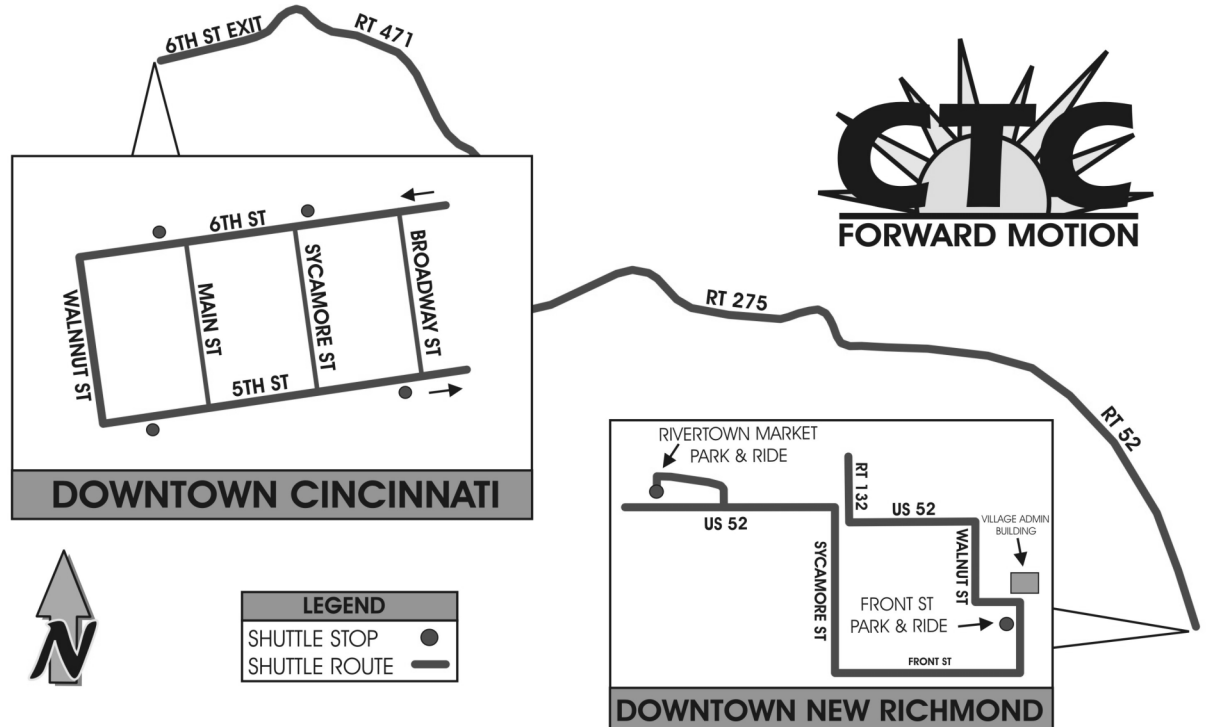 6TH ST EXIT
RT 471
CTC
FORWARD MOTION
6TH ST
WALNNUT ST
MAIN ST
SYCAMORE ST
BROADWAY ST
5TH ST
DOWNTOWN CINCINNATI
RT 275
RT 52
RIVERTOWN MARKET
PARK & RIDE
US 52
RT 132
US 52
VILLAGE ADMIN
BUILDING
SYCAMORE ST
WALNUT ST
FRONT ST
PARK & RIDE
FRONT ST
DOWNTOWN NEW RICHMOND
N
LEGEND
SHUTTLE STOP
SHUTTLE ROUTE